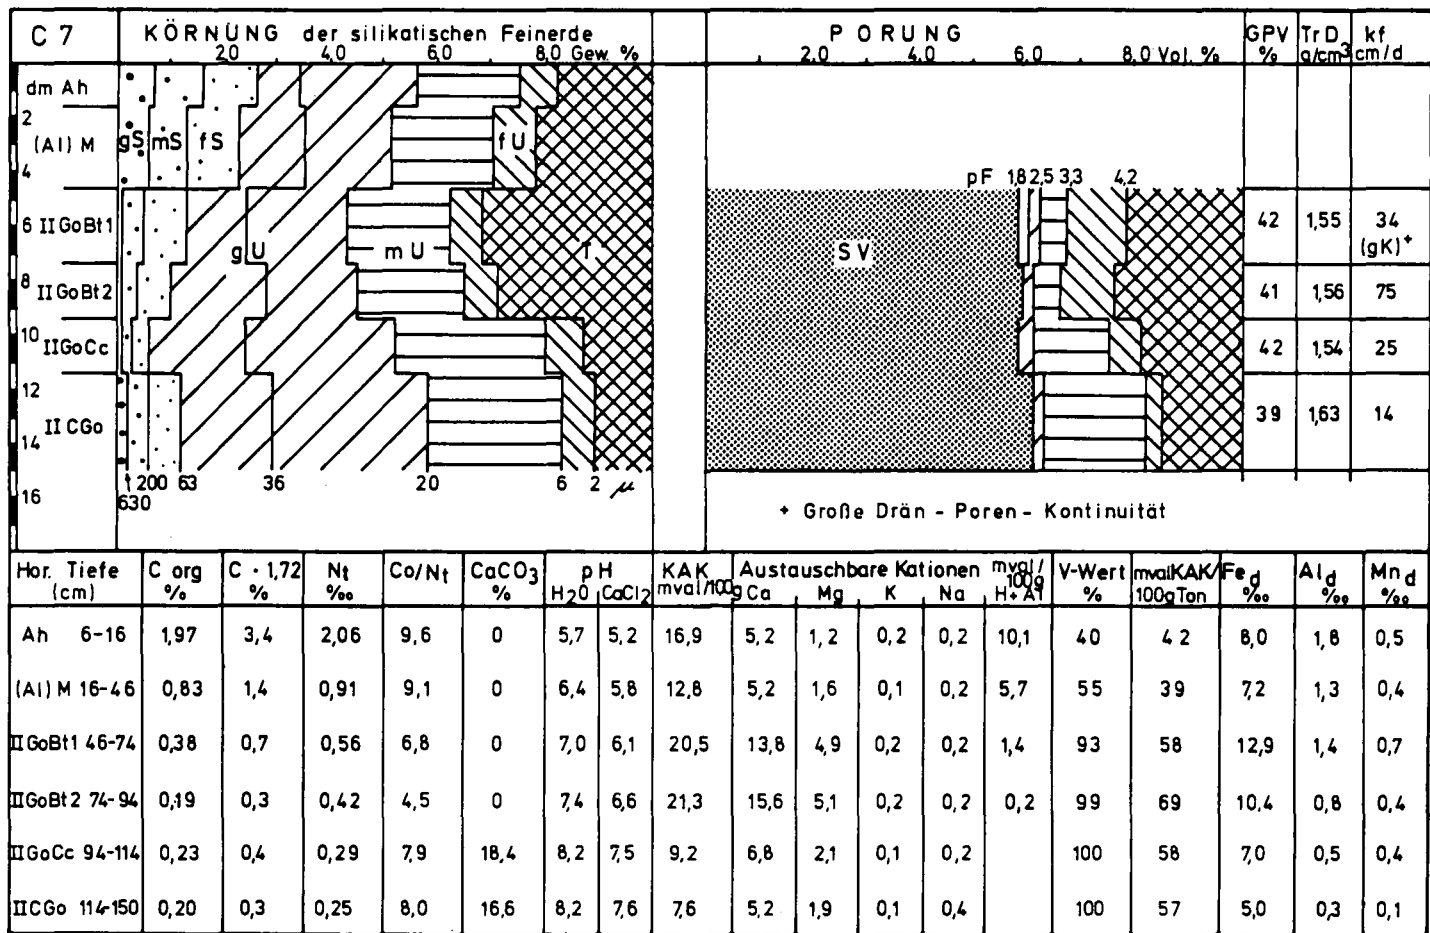 C 7 KÖRNUNG der silikatischen Feinerde PORUNG GPV TrD kf
20 4,0 6,0 8,0 Gew. % 2,0 4,0 6,0 8,0 Vol. % % g/cm³ cm/d
dm Ah
2
(Al) M gS mS fS fU
4
pF 1,8 2,5 3,3 4,2
6 II GoBt1 gU mU T SV 42 1,55 34 (gK)+
8 II GoBt2 41 1,56 75
10 IIGoCc 42 1,54 25
12
II CGo 39 1,63 14
14
630 200 63 36 20 6 2 µ
16
+ Große Drän - Poren - Kontinuität
Hor. Tiefe C org C · 1,72 Nt Co/Nt CaCO3 pH KAK Austauschbare Kationen mval/100g V-Wert mvalKAK/ Fed Ald Mnd
(cm) % % ‰ % H2O CaCl2 mval/100g Ca Mg K Na H+Al % 100gTon ‰ ‰ ‰
Ah 6-16 1,97 3,4 2,06 9,6 0 5,7 5,2 16,9 5,2 1,2 0,2 0,2 10,1 40 42 8,0 1,8 0,5
(Al) M 16-46 0,83 1,4 0,91 9,1 0 6,4 5,8 12,8 5,2 1,6 0,1 0,2 5,7 55 39 7,2 1,3 0,4
IIGoBt1 46-74 0,38 0,7 0,56 6,8 0 7,0 6,1 20,5 13,8 4,9 0,2 0,2 1,4 93 58 12,9 1,4 0,7
IIGoBt2 74-94 0,19 0,3 0,42 4,5 0 7,4 6,6 21,3 15,6 5,1 0,2 0,2 0,2 99 69 10,4 0,8 0,4
IIGoCc 94-114 0,23 0,4 0,29 7,9 18,4 8,2 7,5 9,2 6,8 2,1 0,1 0,2 100 58 7,0 0,5 0,4
IICGo 114-150 0,20 0,3 0,25 8,0 16,6 8,2 7,6 7,6 5,2 1,9 0,1 0,4 100 57 5,0 0,3 0,1